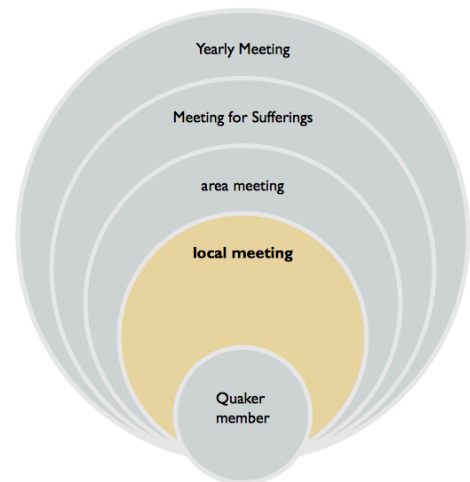 Yearly Meeting
Meeting for Sufferings
area meeting
local meeting
Quaker
member